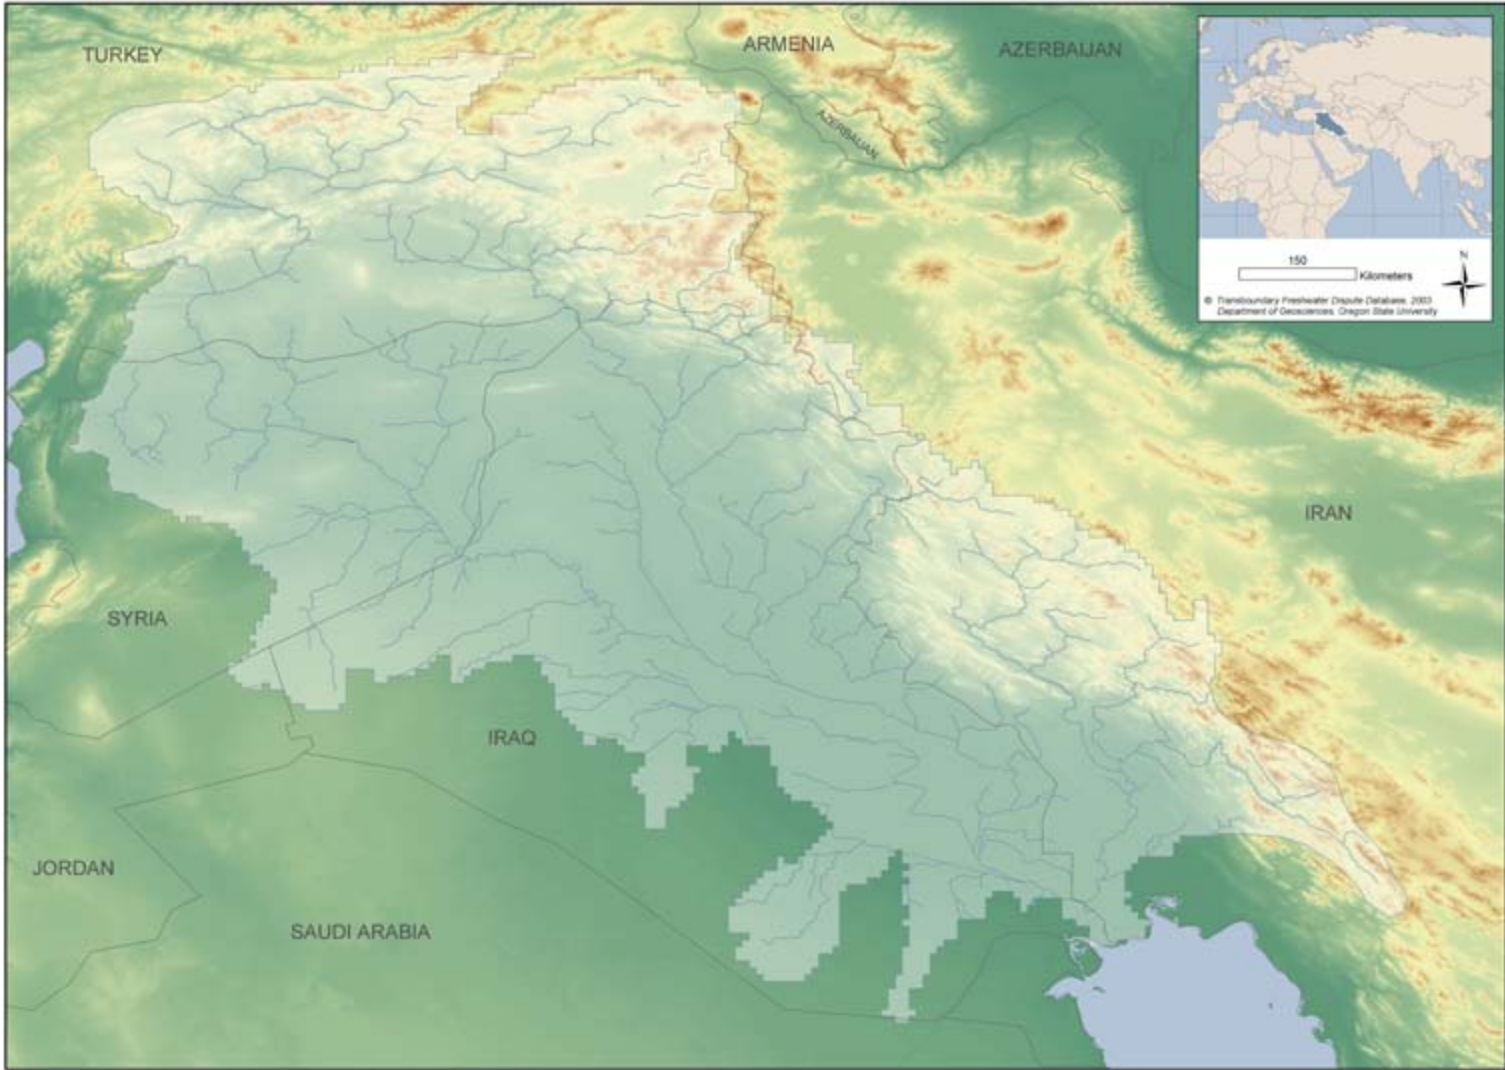 TURKEY
ARMENIA
AZERBAIJAN
AZERBAIJAN
N
150
Kilometers
© Transboundary Freshwater Dispute Database, 2003
Department of Geosciences, Oregon State University
IRAN
SYRIA
IRAQ
JORDAN
SAUDI ARABIA